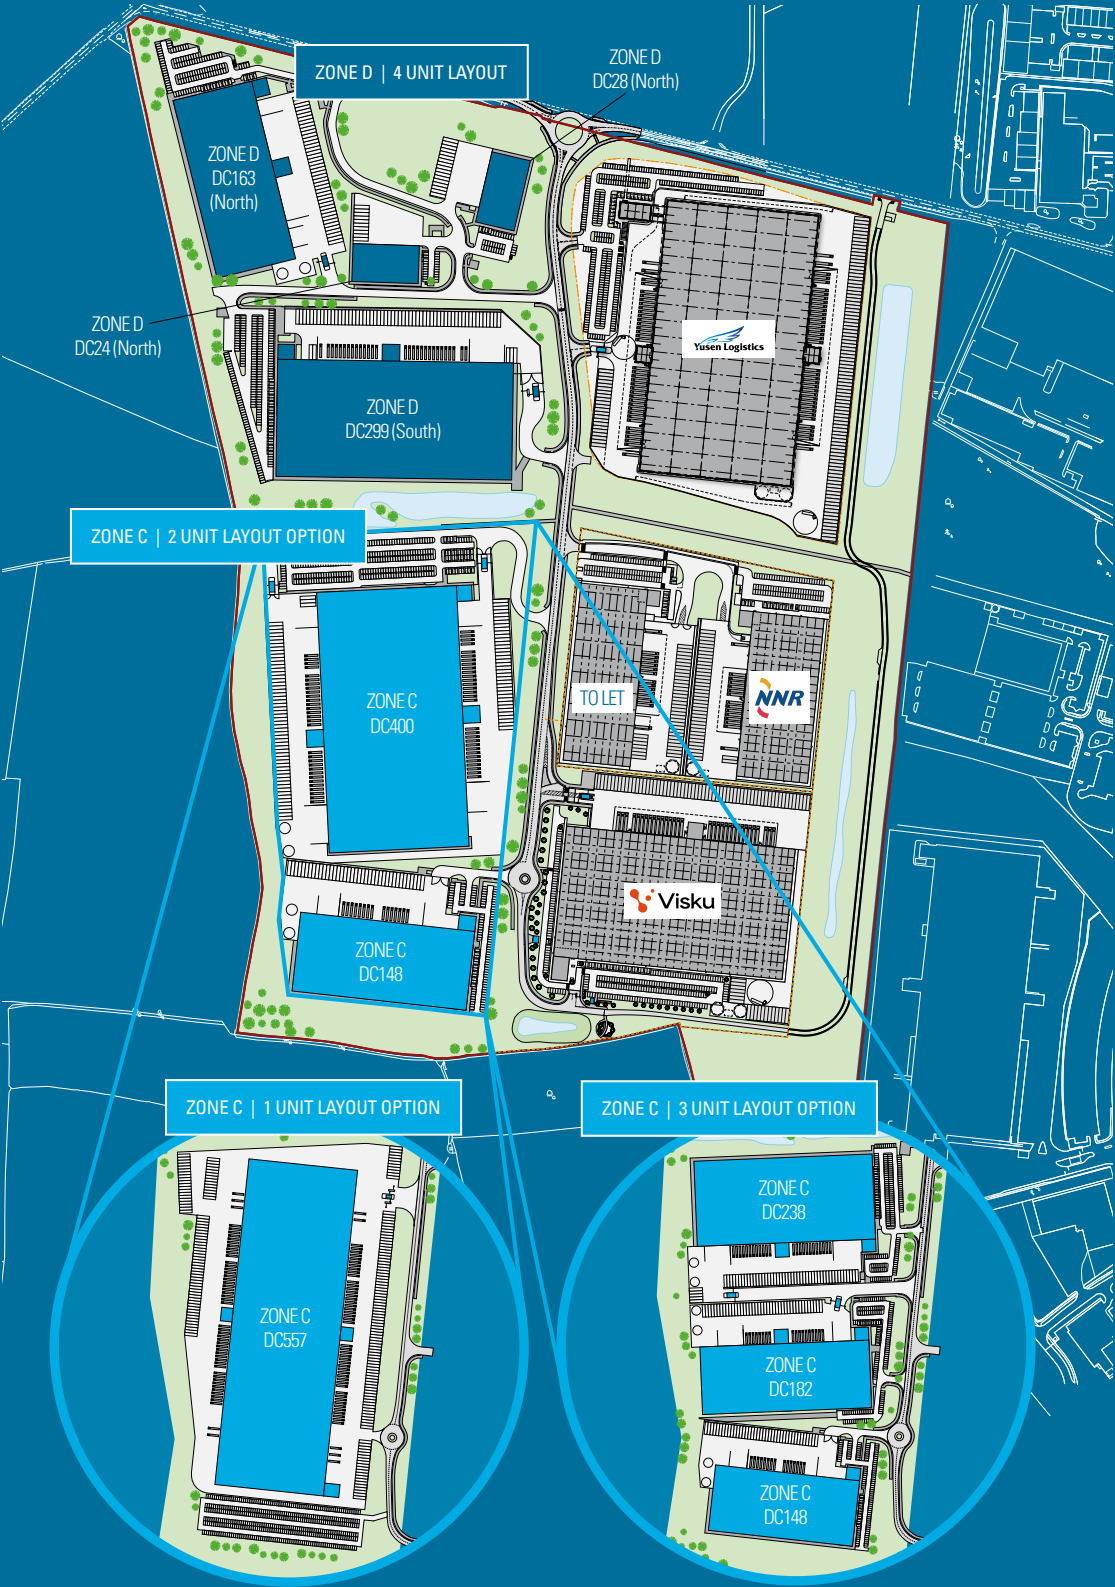 ZONE D | 4 UNIT LAYOUT
ZONE D
DC28 (North)
ZONE D
DC163
(North)
ZONE D
DC24 (North)
Yusen Logistics
ZONE D
DC299 (South)
ZONE C | 2 UNIT LAYOUT OPTION
ZONE C
DC400
TO LET
NNR
Visku
ZONE C
DC148
ZONE C | 1 UNIT LAYOUT OPTION
ZONE C | 3 UNIT LAYOUT OPTION
ZONE C
DC557
ZONE C
DC238
ZONE C
DC182
ZONE C
DC148